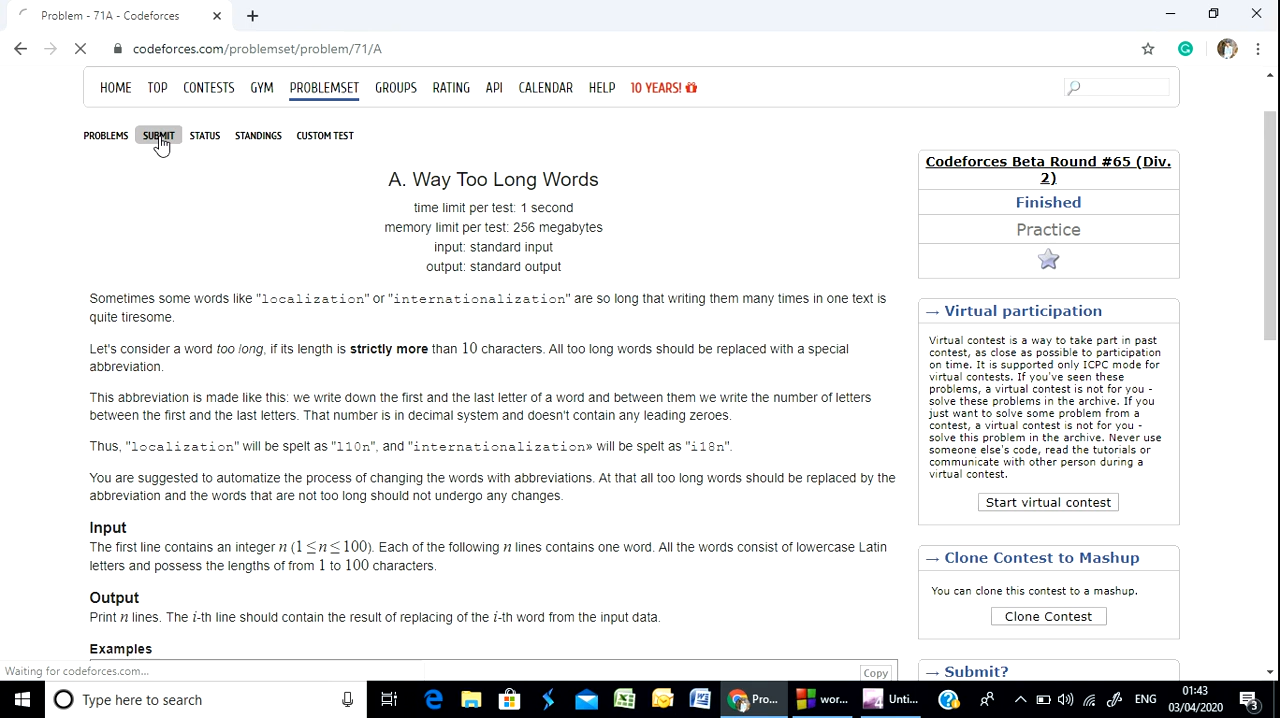 Problem - 71A - Codeforces
codeforces.com/problemset/problem/71/A
HOME TOP CONTESTS GYM PROBLEMSET GROUPS RATING API CALENDAR HELP 10 YEARS!
PROBLEMS SUBMIT STATUS STANDINGS CUSTOM TEST
A. Way Too Long Words
time limit per test: 1 second
memory limit per test: 256 megabytes
input: standard input
output: standard output
Sometimes some words like "localization" or "internationalization" are so long that writing them many times in one text is
quite tiresome.
Let's consider a word too long, if its length is strictly more than 10 characters. All too long words should be replaced with a special
abbreviation.
This abbreviation is made like this: we write down the first and the last letter of a word and between them we write the number of letters
between the first and the last letters. That number is in decimal system and doesn't contain any leading zeroes.
Thus, "localization" will be spelt as "l10n", and "internationalization» will be spelt as "i18n".
You are suggested to automatize the process of changing the words with abbreviations. At that all too long words should be replaced by the
abbreviation and the words that are not too long should not undergo any changes.
Input
The first line contains an integer n (1 ≤ n ≤ 100). Each of the following n lines contains one word. All the words consist of lowercase Latin
letters and possess the lengths of from 1 to 100 characters.
Output
Print n lines. The i-th line should contain the result of replacing of the i-th word from the input data.
Examples
Copy
Codeforces Beta Round #65 (Div.
2)
Finished
Practice
→ Virtual participation
Virtual contest is a way to take part in past
contest, as close as possible to participation
on time. It is supported only ICPC mode for
virtual contests. If you've seen these
problems, a virtual contest is not for you -
solve these problems in the archive. If you
just want to solve some problem from a
contest, a virtual contest is not for you -
solve this problem in the archive. Never use
someone else's code, read the tutorials or
communicate with other person during a
virtual contest.
Start virtual contest
→ Clone Contest to Mashup
You can clone this contest to a mashup.
Clone Contest
→ Submit?
Waiting for codeforces.com...
Type here to search
Pro... wor... Unti... ENG 01:43
03/04/2020
3